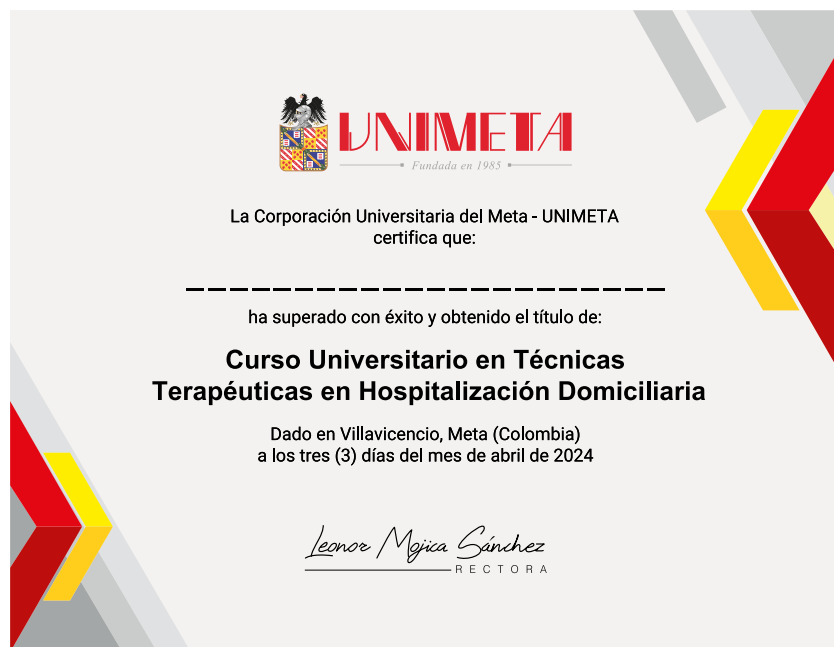 UNIMETA
Fundada en 1985
La Corporación Universitaria del Meta - UNIMETA
certifica que:
ha superado con éxito y obtenido el título de:
Curso Universitario en Técnicas
Terapéuticas en Hospitalización Domiciliaria
Dado en Villavicencio, Meta (Colombia)
a los tres (3) días del mes de abril de 2024
Leonor Mojica Sánchez
RECTORA